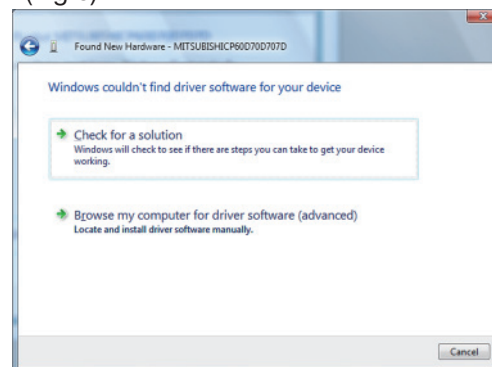 Found New Hardware - MITSUBISHICP60D70D707D
Windows couldn't find driver software for your device
Check for a solution
Windows will check to see if there are steps you can take to get your device
working.
Browse my computer for driver software (advanced)
Locate and install driver software manually.
Cancel